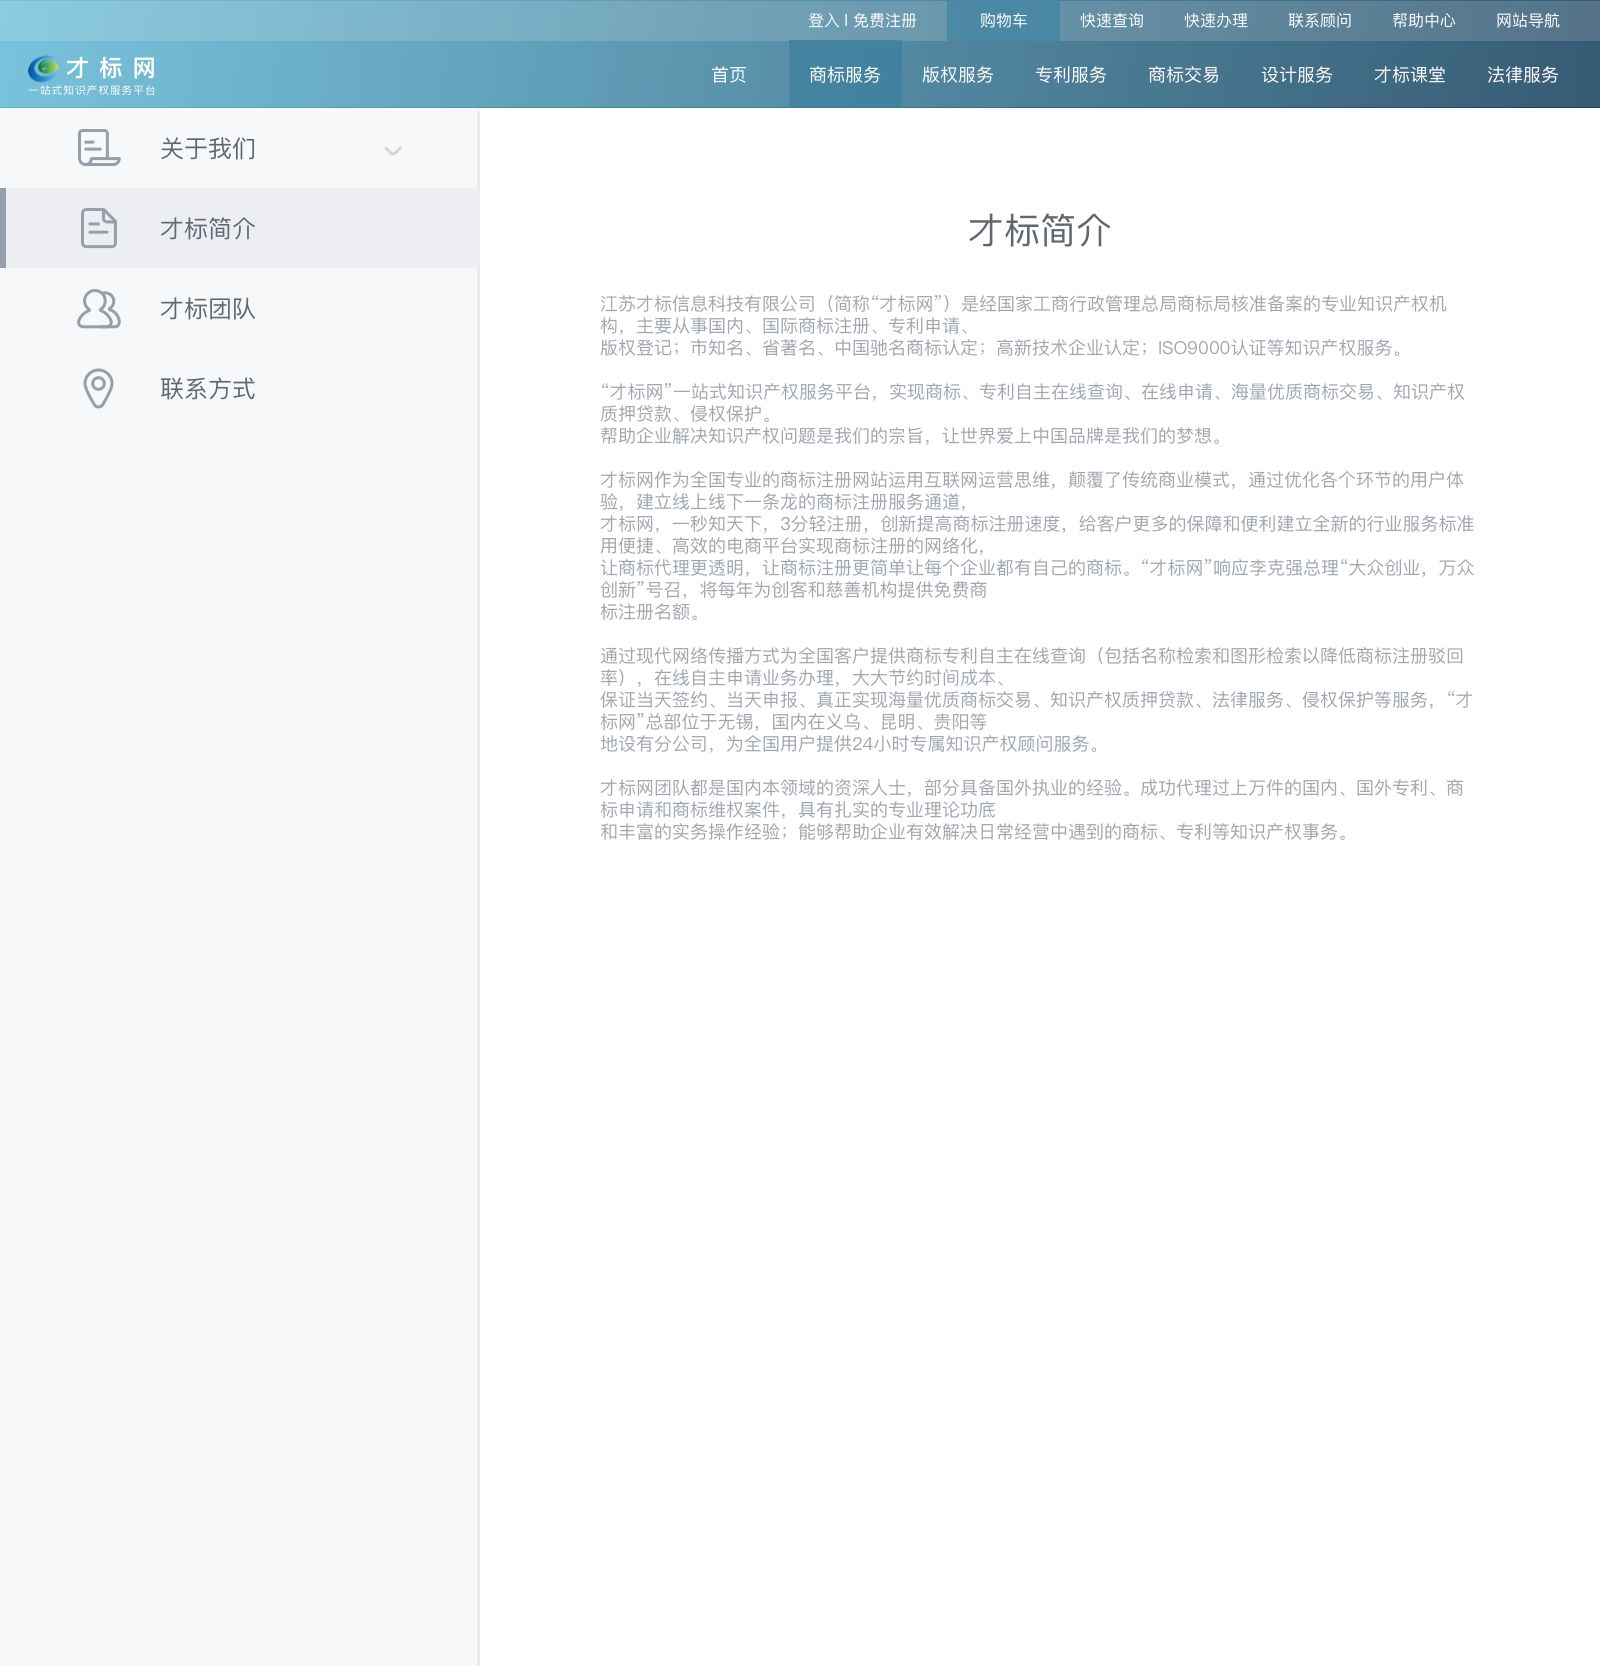 登入 | 免费注册
购物车
快速查询
快速办理
联系顾问
帮助中心
网站导航
才标网
一站式知识产权服务平台
首页
商标服务
版权服务
专利服务
商标交易
设计服务
才标课堂
法律服务
关于我们
才标简介
才标团队
联系方式
才标简介
江苏才标信息科技有限公司（简称“才标网”）是经国家工商行政管理总局商标局核准备案的专业知识产权机
构，主要从事国内、国际商标注册、专利申请、
版权登记；市知名、省著名、中国驰名商标认定；高新技术企业认定；ISO9000认证等知识产权服务。
“才标网”一站式知识产权服务平台，实现商标、专利自主在线查询、在线申请、海量优质商标交易、知识产权
质押贷款、侵权保护。
帮助企业解决知识产权问题是我们的宗旨，让世界爱上中国品牌是我们的梦想。
才标网作为全国专业的商标注册网站运用互联网运营思维，颠覆了传统商业模式，通过优化各个环节的用户体
验，建立线上线下一条龙的商标注册服务通道，
才标网，一秒知天下，3分轻注册，创新提高商标注册速度，给客户更多的保障和便利建立全新的行业服务标准
用便捷、高效的电商平台实现商标注册的网络化，
让商标代理更透明，让商标注册更简单让每个企业都有自己的商标。“才标网”响应李克强总理“大众创业，万众
创新”号召，将每年为创客和慈善机构提供免费商
标注册名额。
通过现代网络传播方式为全国客户提供商标专利自主在线查询（包括名称检索和图形检索以降低商标注册驳回
率），在线自主申请业务办理，大大节约时间成本、
保证当天签约、当天申报、真正实现海量优质商标交易、知识产权质押贷款、法律服务、侵权保护等服务，“才
标网”总部位于无锡，国内在义乌、昆明、贵阳等
地设有分公司，为全国用户提供24小时专属知识产权顾问服务。
才标网团队都是国内本领域的资深人士，部分具备国外执业的经验。成功代理过上万件的国内、国外专利、商
标申请和商标维权案件，具有扎实的专业理论功底
和丰富的实务操作经验；能够帮助企业有效解决日常经营中遇到的商标、专利等知识产权事务。